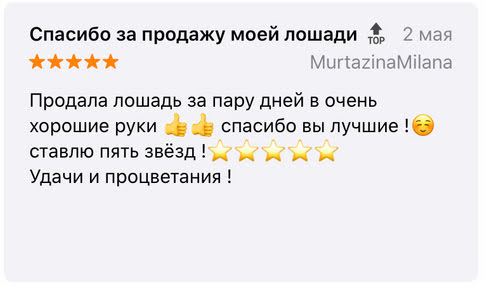 Спасибо за продажу моей лошади 🔝 2 мая
★★★★★ MurtazinaMilana
Продала лошадь за пару дней в очень
хорошие руки 👍👍 спасибо вы лучшие !☺️
ставлю пять звёзд !⭐⭐⭐⭐⭐
Удачи и процветания !